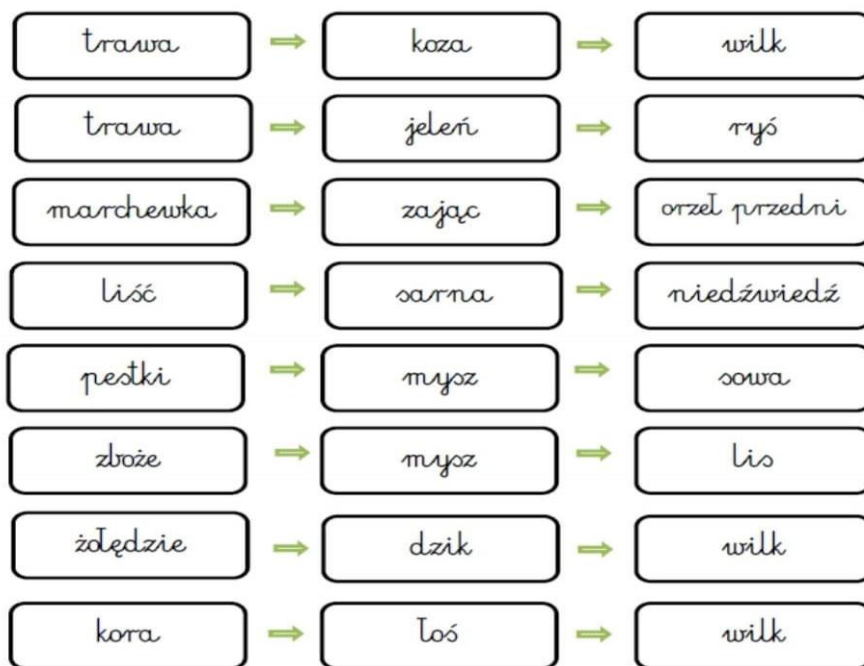 trawa koza wilk
trawa jeleń ryś
marchewka zając orzeł przedni
liść sarna niedźwiedź
pestki mysz sowa
zboże mysz lis
żołędzie dzik wilk
kora łoś wilk